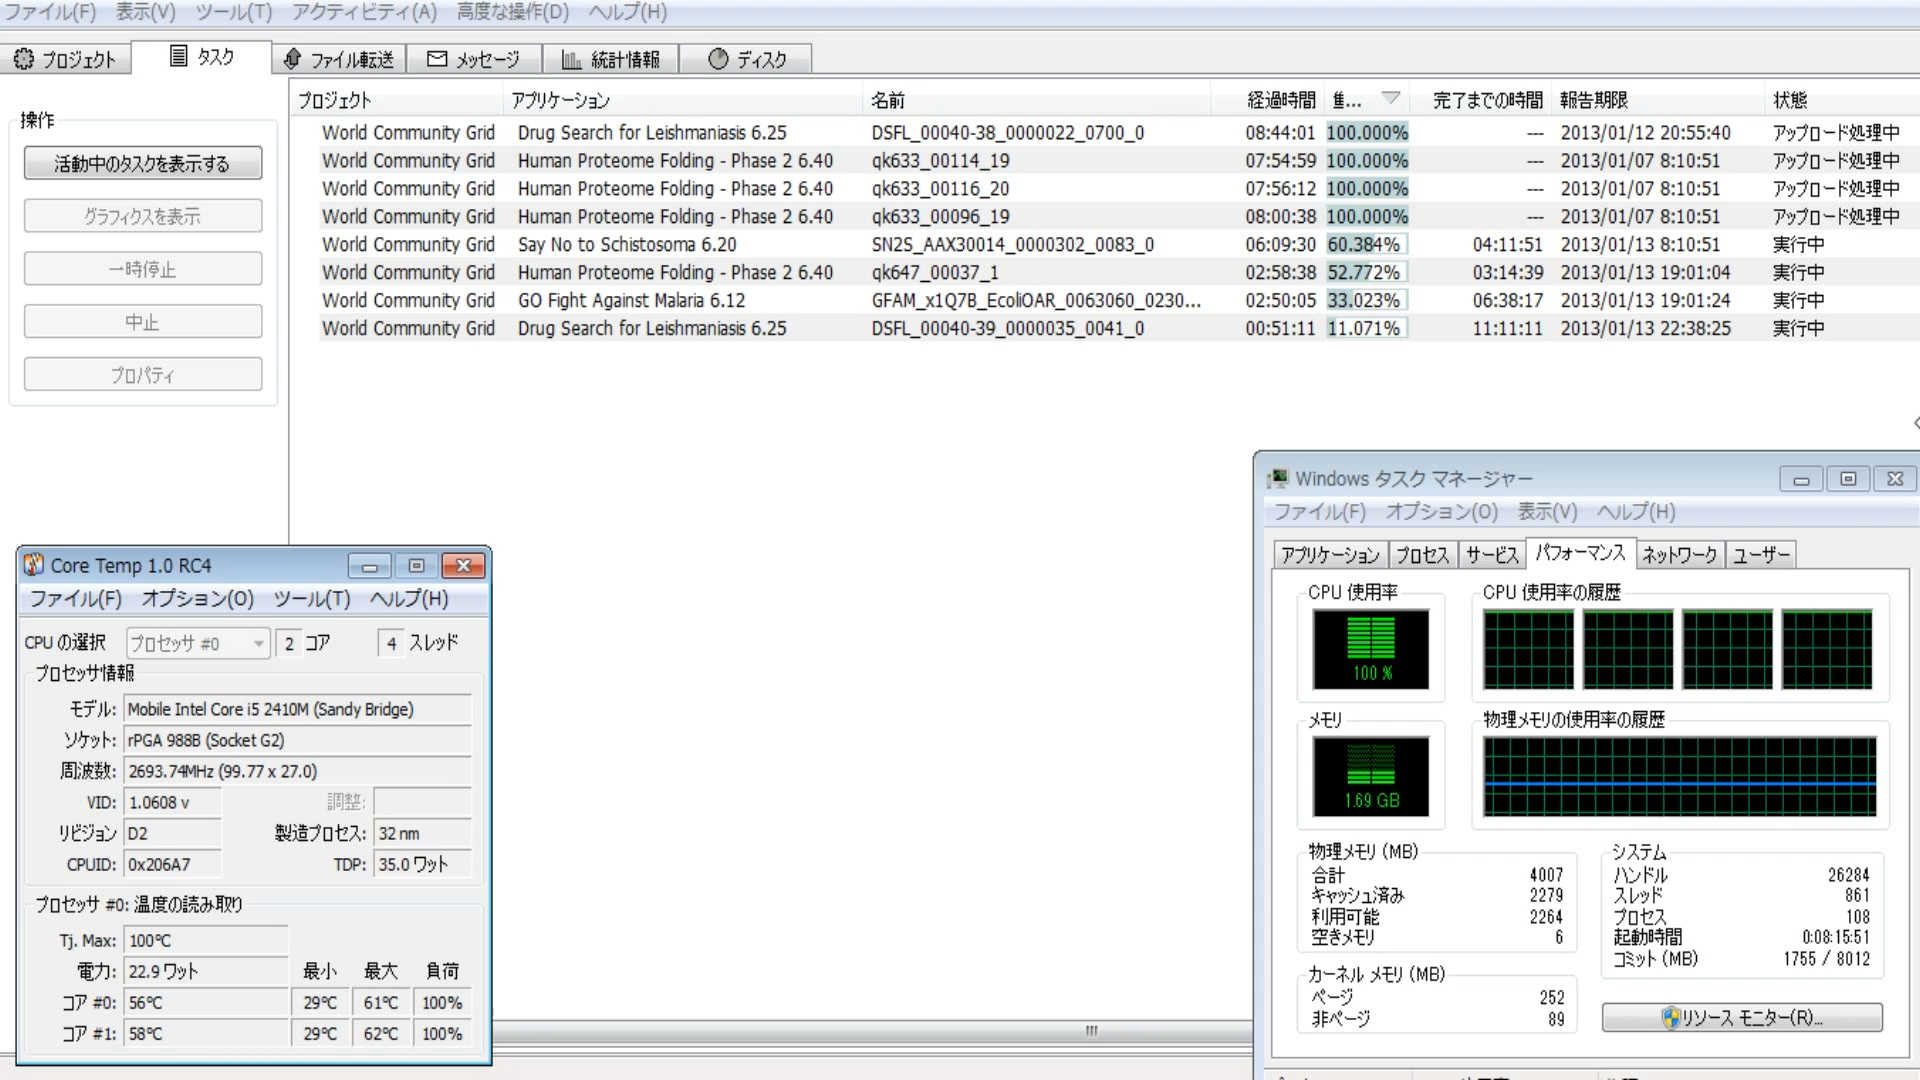 ファイル(F) 表示(V) ツール(T) アクティビティ(A) 高度な操作(D) ヘルプ(H)
プロジェクト タスク ファイル転送 メッセージ 統計情報 ディスク
操作
活動中のタスクを表示する
グラフィクスを表示
一時停止
中止
プロパティ
プロジェクト アプリケーション 名前 経過時間 進... 完了までの時間 報告期限 状態
World Community Grid Drug Search for Leishmaniasis 6.25 DSFL_00040-38_0000022_0700_0 08:44:01 100.000% --- 2013/01/12 20:55:40 アップロード処理中
World Community Grid Human Proteome Folding - Phase 2 6.40 qk633_00114_19 07:54:59 100.000% --- 2013/01/07 8:10:51 アップロード処理中
World Community Grid Human Proteome Folding - Phase 2 6.40 qk633_00116_20 07:56:12 100.000% --- 2013/01/07 8:10:51 アップロード処理中
World Community Grid Human Proteome Folding - Phase 2 6.40 qk633_00096_19 08:00:38 100.000% --- 2013/01/07 8:10:51 アップロード処理中
World Community Grid Say No to Schistosoma 6.20 SN2S_AAX30014_0000302_0083_0 06:09:30 60.384% 04:11:51 2013/01/13 8:10:51 実行中
World Community Grid Human Proteome Folding - Phase 2 6.40 qk647_00037_1 02:58:38 52.772% 03:14:39 2013/01/13 19:01:04 実行中
World Community Grid GO Fight Against Malaria 6.12 GFAM_x1Q7B_EcoliOAR_0063060_0230... 02:50:05 33.023% 06:38:17 2013/01/13 19:01:24 実行中
World Community Grid Drug Search for Leishmaniasis 6.25 DSFL_00040-39_0000035_0041_0 00:51:11 11.071% 11:11:11 2013/01/13 22:38:25 実行中
Core Temp 1.0 RC4
ファイル(F) オプション(O) ツール(T) ヘルプ(H)
CPU の選択 プロセッサ #0 2 コア 4 スレッド
プロセッサ情報
モデル: Mobile Intel Core i5 2410M (Sandy Bridge)
ソケット: rPGA 988B (Socket G2)
周波数: 2693.74MHz (99.77 x 27.0)
VID: 1.0608 v 調整:
リビジョン D2 製造プロセス: 32 nm
CPUID: 0x206A7 TDP: 35.0 ワット
プロセッサ #0: 温度の読み取り
Tj. Max: 100℃
電力: 22.9 ワット 最小 最大 負荷
コア #0: 56℃ 29℃ 61℃ 100%
コア #1: 58℃ 29℃ 62℃ 100%
Windows タスク マネージャー
ファイル(F) オプション(O) 表示(V) ヘルプ(H)
アプリケーション プロセス サービス パフォーマンス ネットワーク ユーザー
CPU 使用率 CPU 使用率の履歴
100 %
メモリ 物理メモリの使用率の履歴
1.69 GB
物理メモリ (MB)
合計 4007
キャッシュ済み 2279
利用可能 2264
空きメモリ 6
カーネル メモリ (MB)
ページ 252
非ページ 89
システム
ハンドル 26284
スレッド 861
プロセス 108
起動時間 0:08:15:51
コミット (MB) 1755 / 8012
リソース モニター(R)...